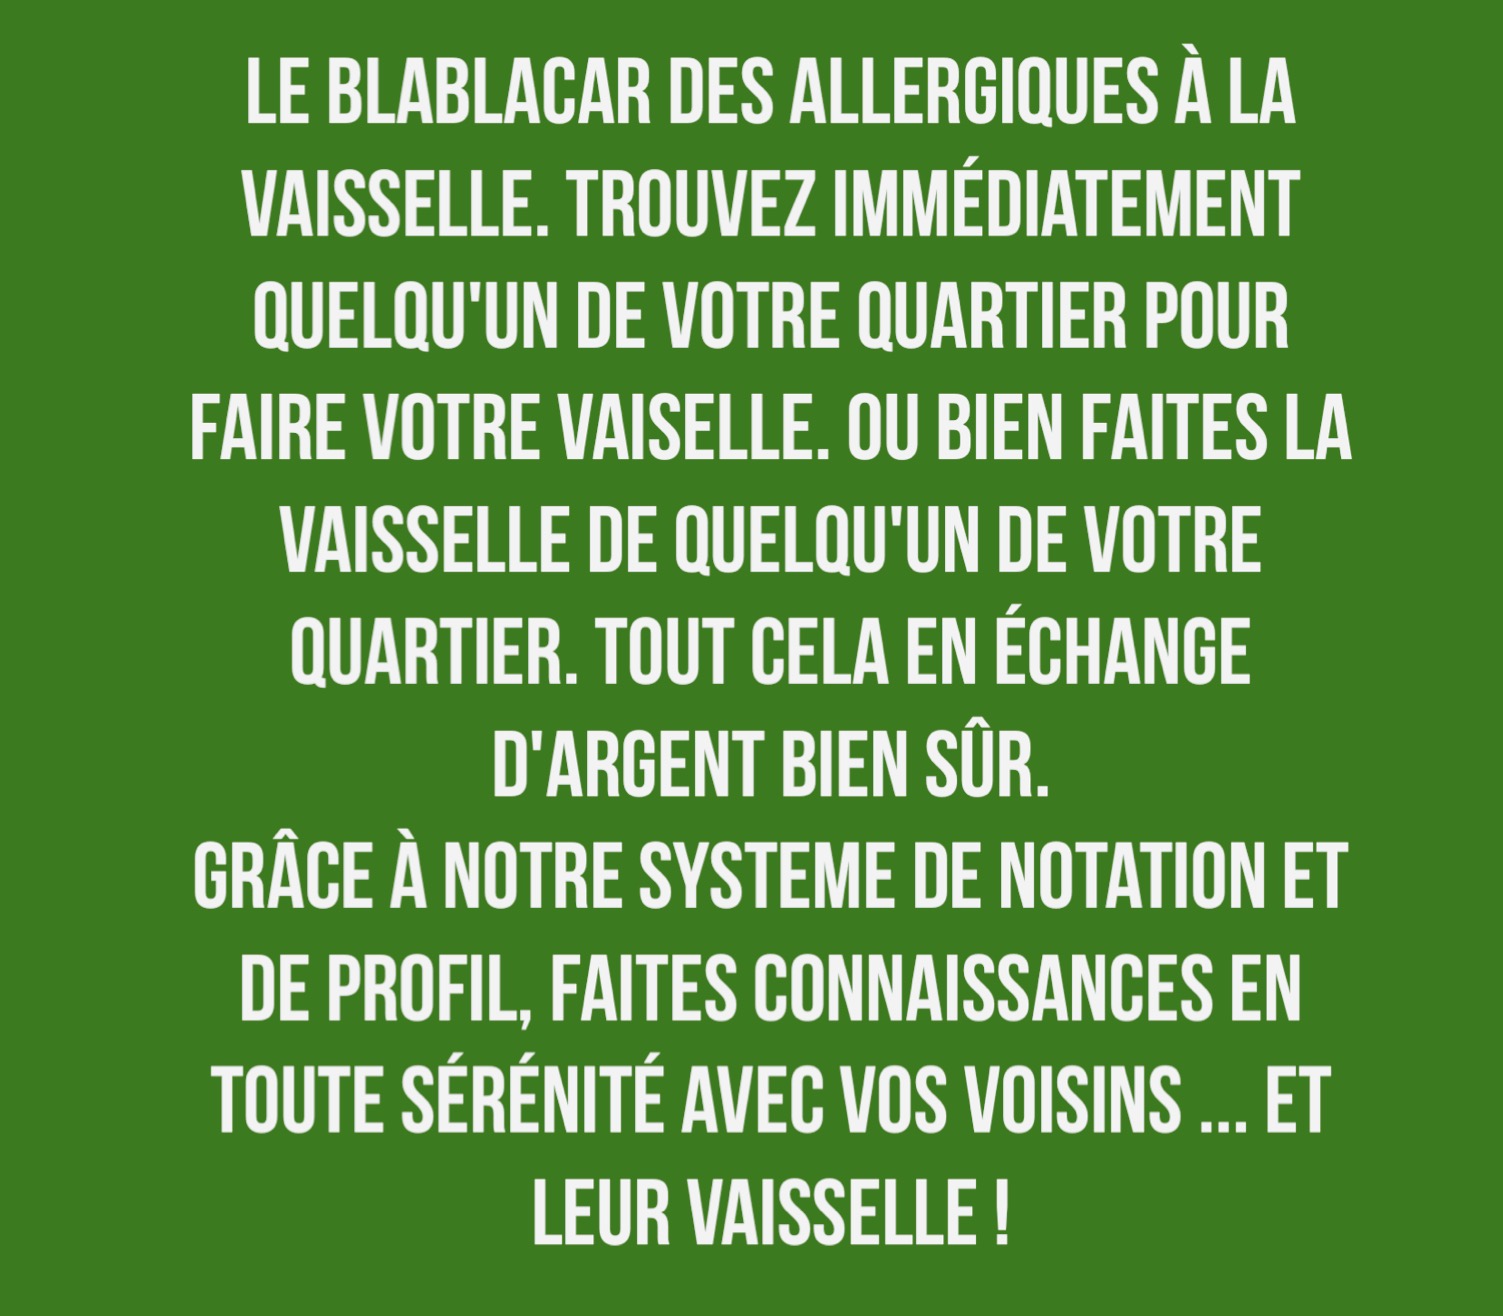 LE BLABLACAR DES ALLERGIQUES À LA
VAISSELLE. TROUVEZ IMMÉDIATEMENT
QUELQU'UN DE VOTRE QUARTIER POUR
FAIRE VOTRE VAISELLE. OU BIEN FAITES LA
VAISSELLE DE QUELQU'UN DE VOTRE
QUARTIER. TOUT CELA EN ÉCHANGE
D'ARGENT BIEN SÛR.
GRÂCE À NOTRE SYSTEME DE NOTATION ET
DE PROFIL, FAITES CONNAISSANCES EN
TOUTE SÉRÉNITÉ AVEC VOS VOISINS ... ET
LEUR VAISSELLE !